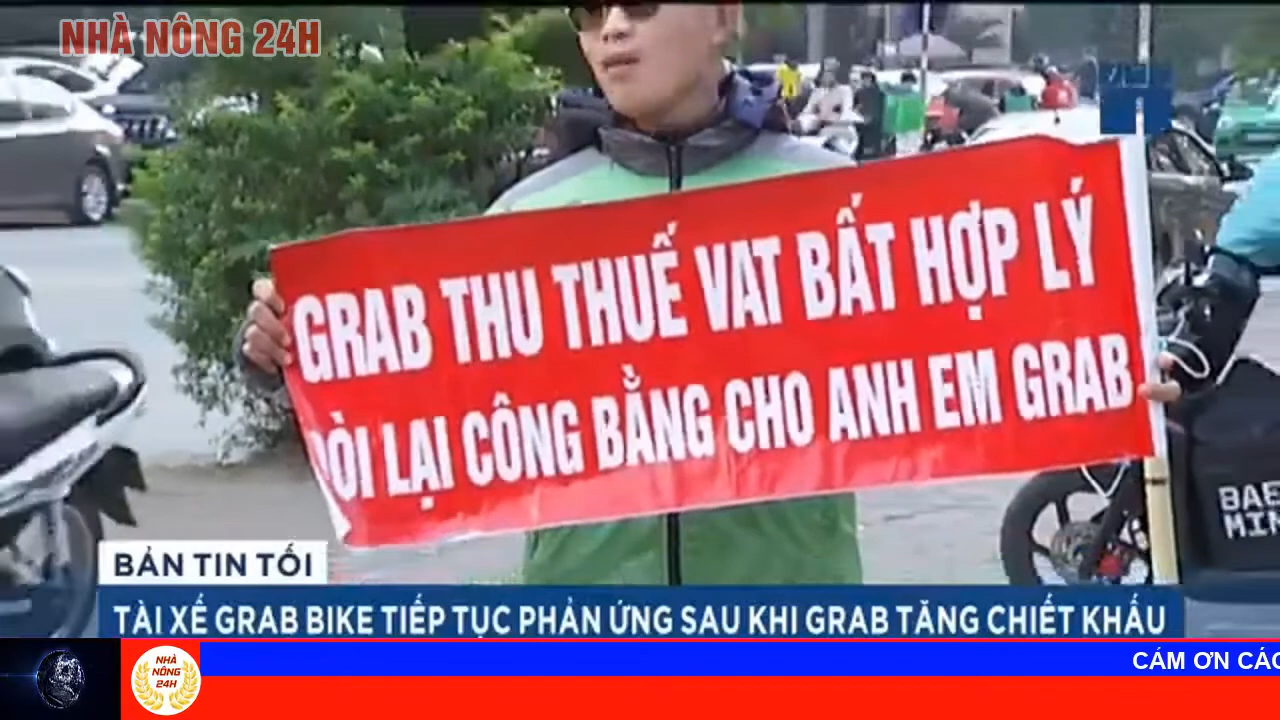 NHÀ NÔNG 24H
GRAB THU THUẾ VAT BẤT HỢP LÝ
LẠI CÔNG BẰNG CHO ANH EM GRAB
BAE
MIN
BẢN TIN TỐI
TÀI XẾ GRAB BIKE TIẾP TỤC PHẢN ỨNG SAU KHI GRAB TĂNG CHIẾT KHẤU
NHÀ
NÔNG
24H
CÁM ƠN CÁC